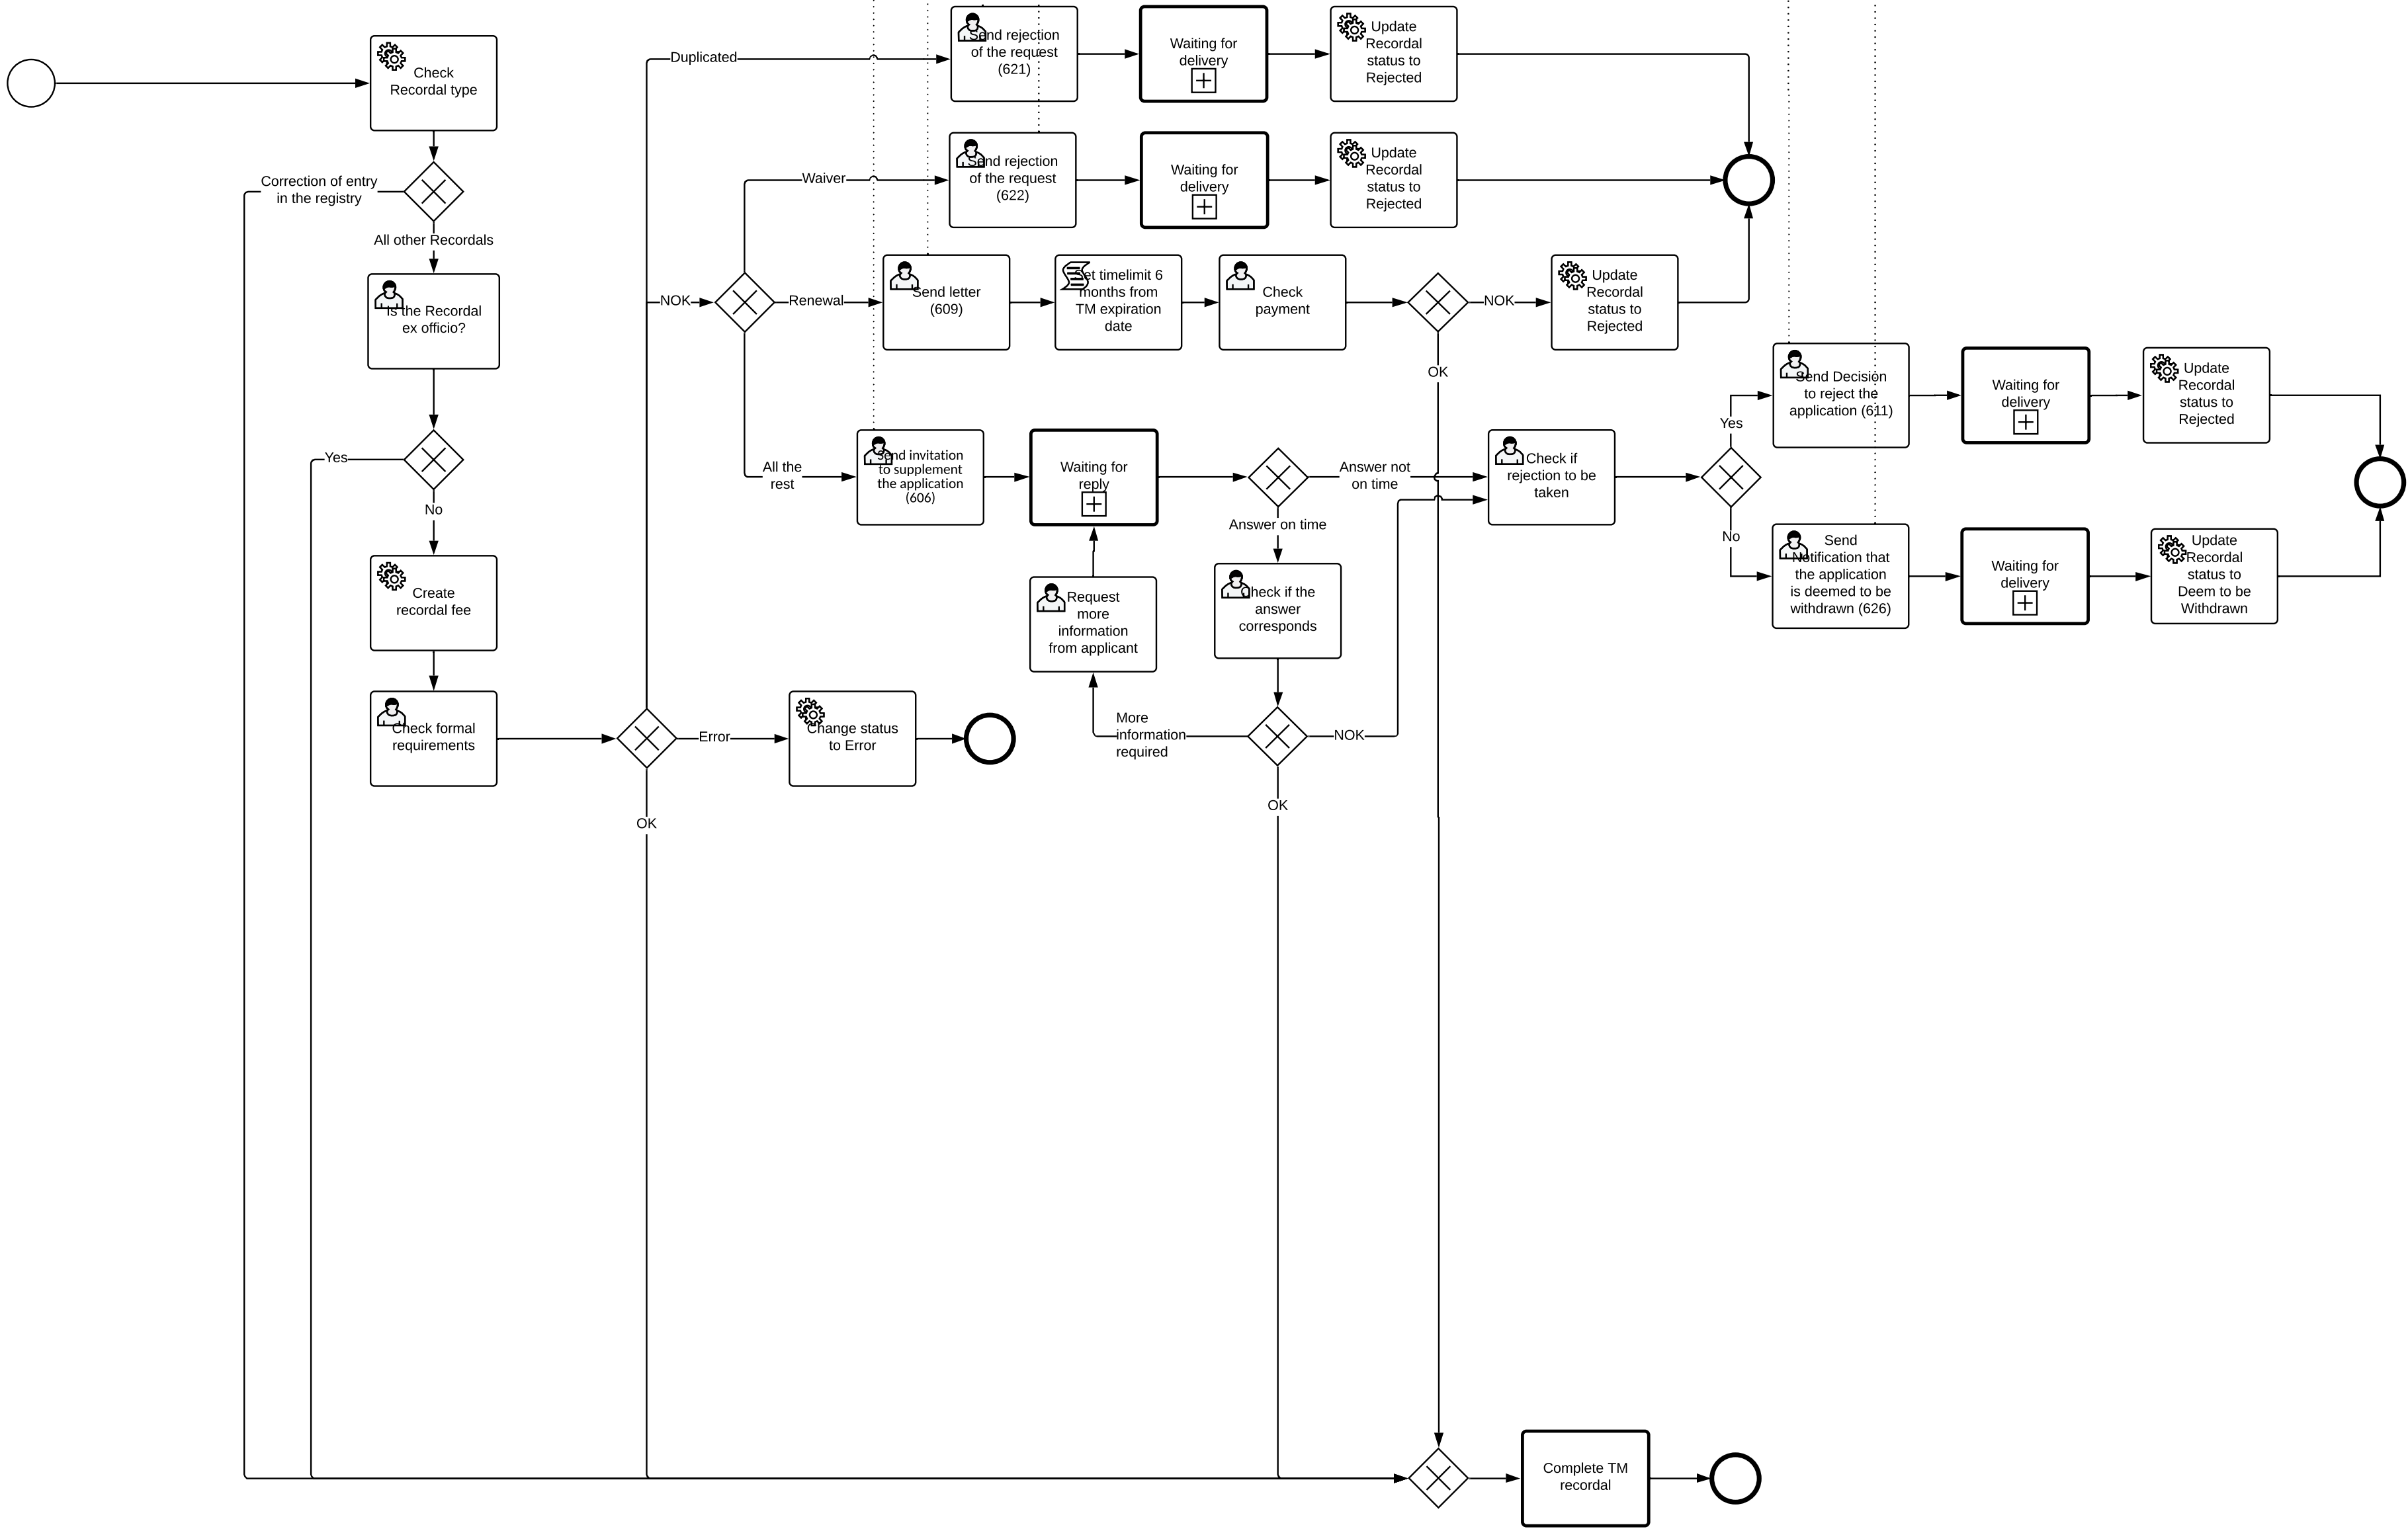 Duplicated
Send rejection
of the request
(621)
Waiting for
delivery
Update
Recordal
status to
Rejected
Check
Recordal type
Correction of entry
in the registry
All other Recordals
Waiver
Send rejection
of the request
(622)
Waiting for
delivery
Update
Recordal
status to
Rejected
Is the Recordal
ex officio?
NOK
Renewal
Send letter
(609)
Set timelimit 6
months from
TM expiration
date
Check
payment
NOK
Update
Recordal
status to
Rejected
OK
Yes
No
All the
rest
Send invitation
to supplement
the application
(606)
Waiting for
reply
Answer not
on time
Answer on time
Check if
rejection to be
taken
Yes
Send Decision
to reject the
application (611)
Waiting for
delivery
Update
Recordal
status to
Rejected
No
Send
Notification that
the application
is deemed to be
withdrawn (626)
Waiting for
delivery
Update
Recordal
status to
Deem to be
Withdrawn
Create
recordal fee
Request
more
information
from applicant
Check if the
answer
corresponds
Check formal
requirements
Error
Change status
to Error
More
information
required
NOK
OK
OK
Complete TM
recordal